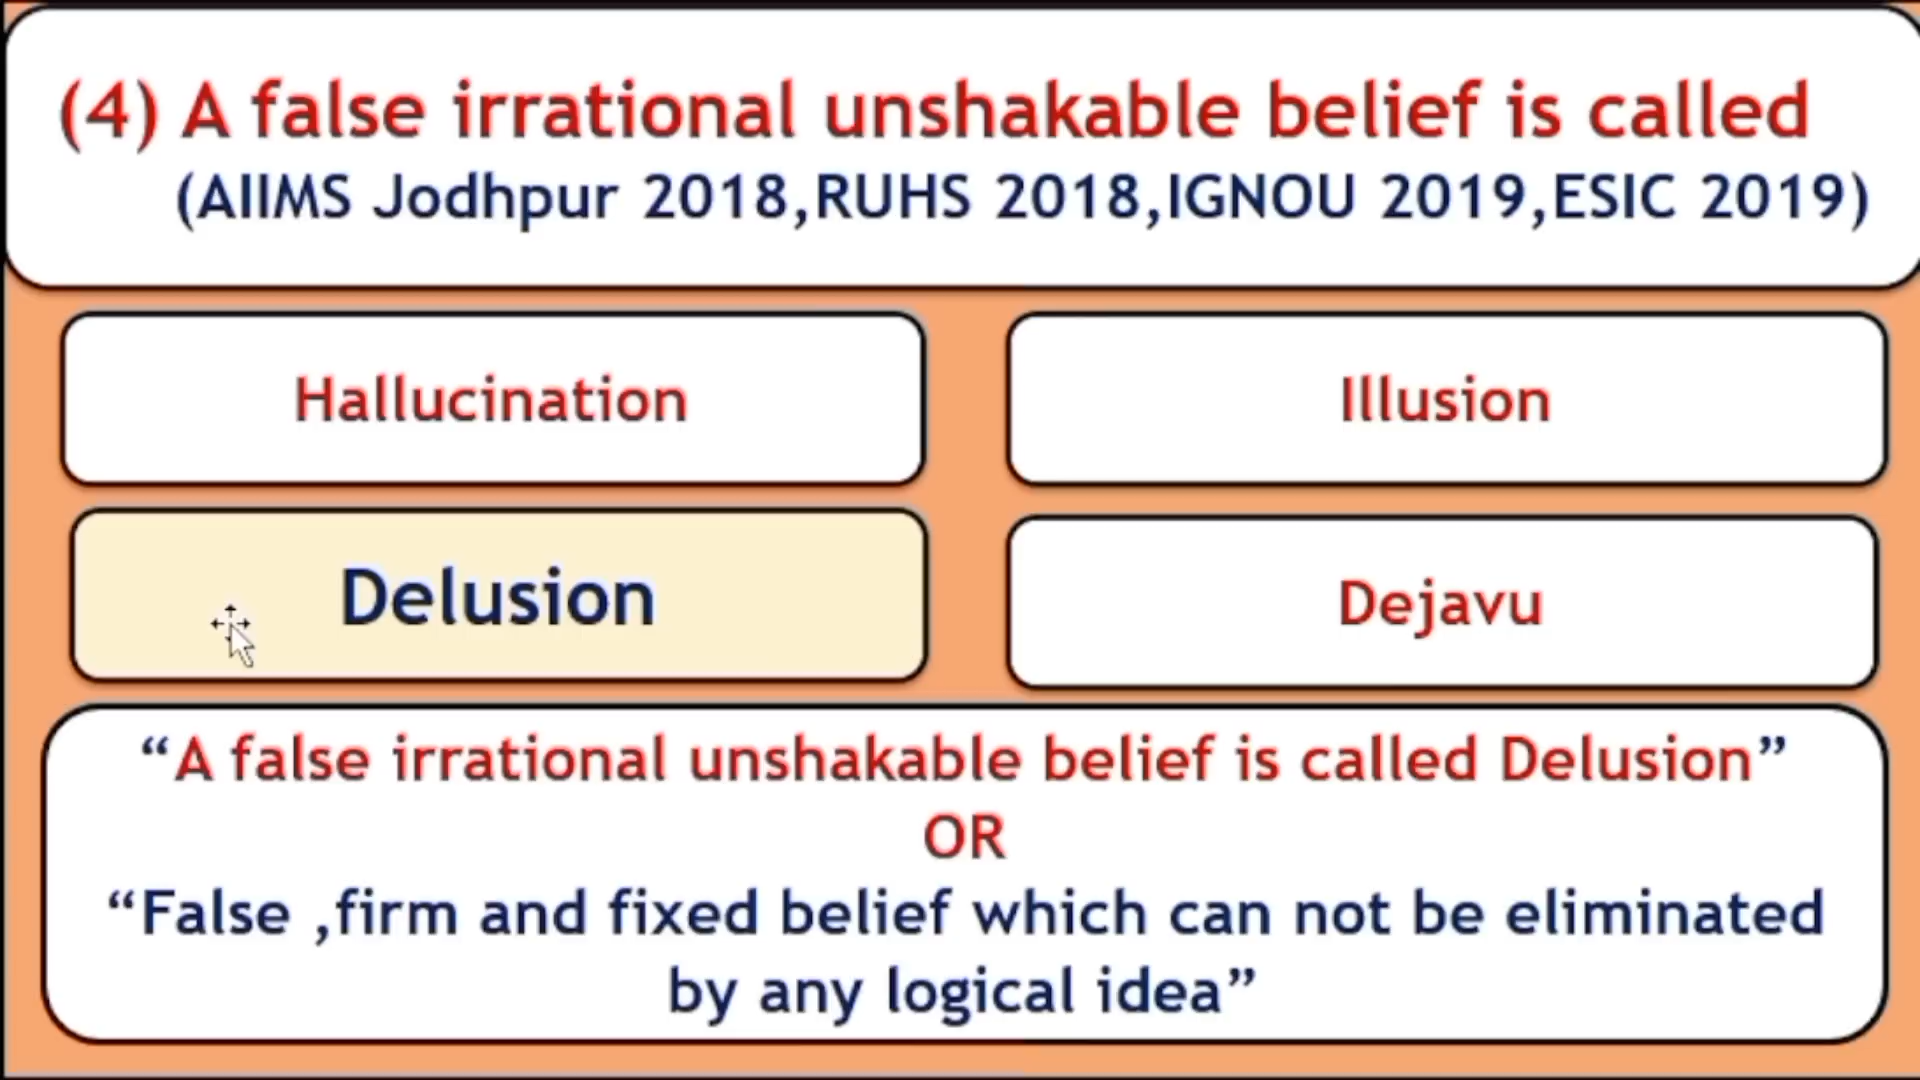 (4) A false irrational unshakable belief is called
(AIIMS Jodhpur 2018,RUHS 2018,IGNOU 2019,ESIC 2019)
Hallucination
Illusion
Delusion
Dejavu
“A false irrational unshakable belief is called Delusion”
OR
“False ,firm and fixed belief which can not be eliminated
by any logical idea”